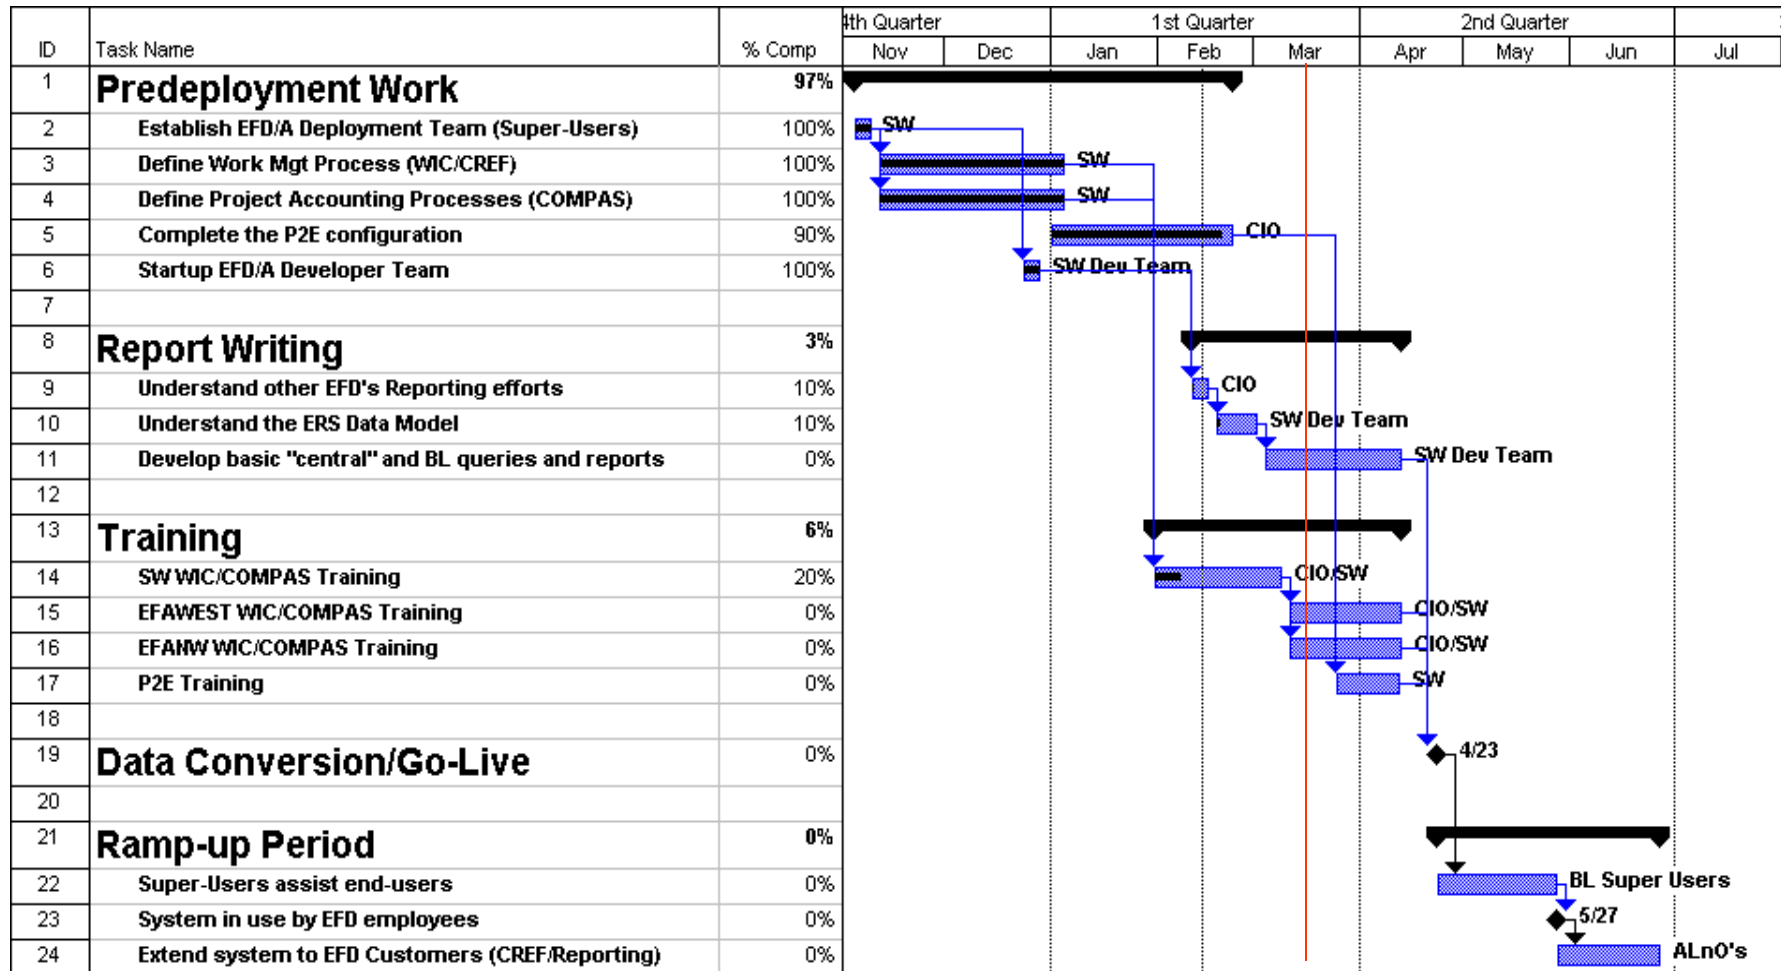 4th Quarter 1st Quarter 2nd Quarter
ID Task Name % Comp Nov Dec Jan Feb Mar Apr May Jun Jul
1 Predeployment Work 97%
2 Establish EFD/A Deployment Team (Super-Users) 100% SW
3 Define Work Mgt Process (WIC/CREF) 100% SW
4 Define Project Accounting Processes (COMPAS) 100% SW
5 Complete the P2E configuration 90% CIO
6 Startup EFD/A Developer Team 100% SW Dev Team
7
8 Report Writing 3%
9 Understand other EFD's Reporting efforts 10% CIO
10 Understand the ERS Data Model 10% SW Dev Team
11 Develop basic "central" and BL queries and reports 0% SW Dev Team
12
13 Training 6%
14 SW WIC/COMPAS Training 20% CIO/SW
15 EFAWEST WIC/COMPAS Training 0% CIO/SW
16 EFANW WIC/COMPAS Training 0% CIO/SW
17 P2E Training 0% SW
18
19 Data Conversion/Go-Live 0% 4/23
20
21 Ramp-up Period 0%
22 Super-Users assist end-users 0% BL Super Users
23 System in use by EFD employees 0% 5/27
24 Extend system to EFD Customers (CREF/Reporting) 0% ALnO's